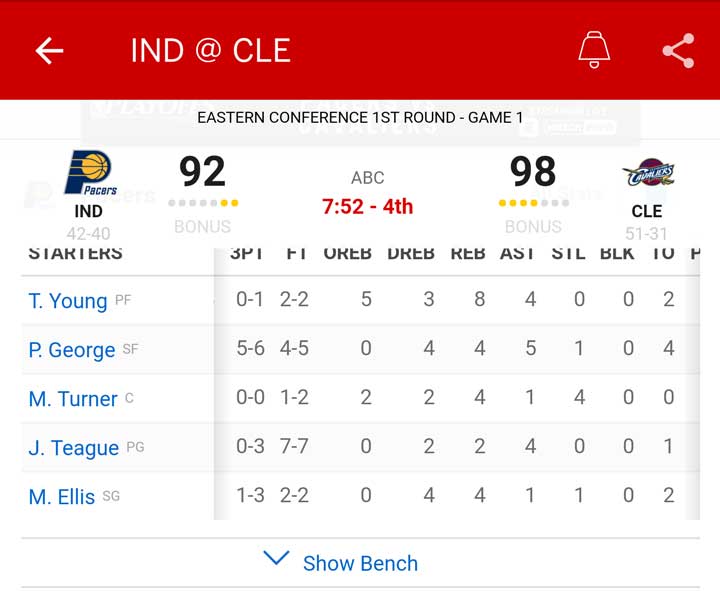 IND @ CLE
EASTERN CONFERENCE 1ST ROUND - GAME 1
92 ABC 98
Pacers CAVALIERS
7:52 - 4th
IND CLE
42-40 BONUS BONUS 51-31
STARTERS 3PT FT OREB DREB REB AST STL BLK TO P
T. Young PF 0-1 2-2 5 3 8 4 0 0 2
P. George SF 5-6 4-5 0 4 4 5 1 0 4
M. Turner C 0-0 1-2 2 2 4 1 4 0 0
J. Teague PG 0-3 7-7 0 2 2 4 0 0 1
M. Ellis SG 1-3 2-2 0 4 4 1 1 0 2
Show Bench